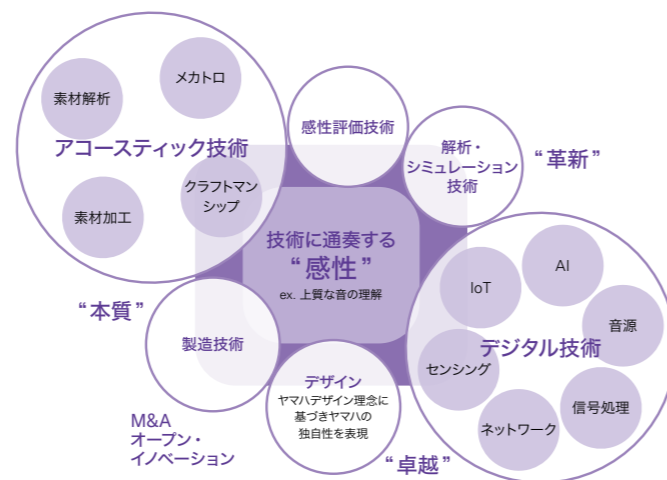 メカトロ
素材解析
アコースティック技術
クラフトマン
シップ
素材加工
感性評価技術
解析・
シミュレーション
技術
“革新”
技術に通奏する
“感性”
ex. 上質な音の理解
“本質”
製造技術
M&A
オープン・
イノベーション
デザイン
ヤマハデザイン理念に
基づきヤマハの
独自性を表現
“卓越”
AI
IoT
音源
デジタル技術
センシング
信号処理
ネットワーク